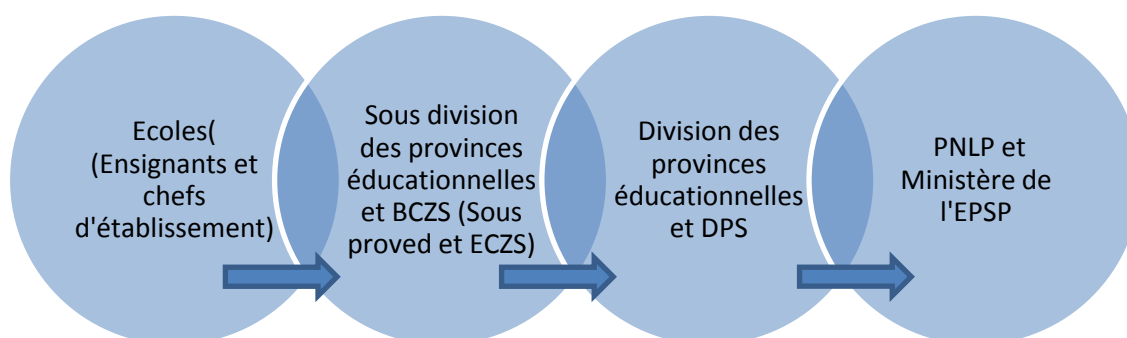 Ecoles(
(Ensignants et
chefs
d'établissement)
Sous division
des provinces
éducationnelles
et BCZS (Sous
proved et ECZS)
Division des
provinces
éducationnelles
et DPS
PNLP et
Ministère de
l'EPSP